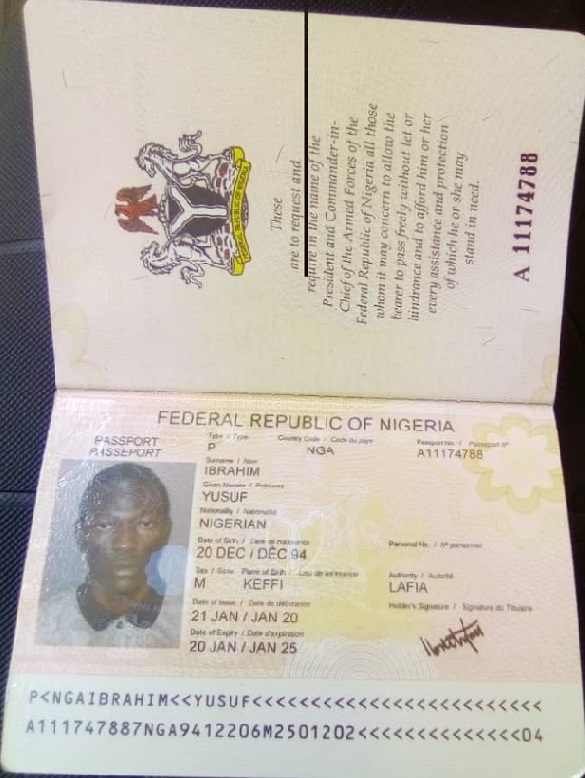 These
are to request and
require in the name of the
President and Commander-in-
Chief of the Armed Forces of the
Federal Republic of Nigeria all those
whom it may concern to allow the
bearer to pass freely without let or
hindrance and to afford him or her
every assistance and protection
of which he or she may
stand in need.
A 11174788
FEDERAL REPUBLIC OF NIGERIA
PASSPORT
PASSEPORT
Type / Type
Country Code / Code du pays
Passport No. / Passeport N°
P
NGA
A11174788
Surname / Nom
IBRAHIM
Given Names / Prénoms
YUSUF
Nationality / Nationalité
NIGERIAN
Date of Birth / Date de naissance
Personal No. / N° personnel
20 DEC / DÉC 94
Sex / Sexe Place of Birth / Lieu de naissance
Authority / Autorité
M KEFFI
LAFIA
Date of Issue / Date de délivrance
Holder's Signature / Signature du Titulaire
21 JAN / JAN 20
Date of Expiry / Date d'expiration
20 JAN / JAN 25
P<NGAIBRAHIM<<YUSUF<<<<<<<<<<<<<<<<<<<<<<<<<
A111747887NGA9412206M2501202<<<<<<<<<<<<<<04